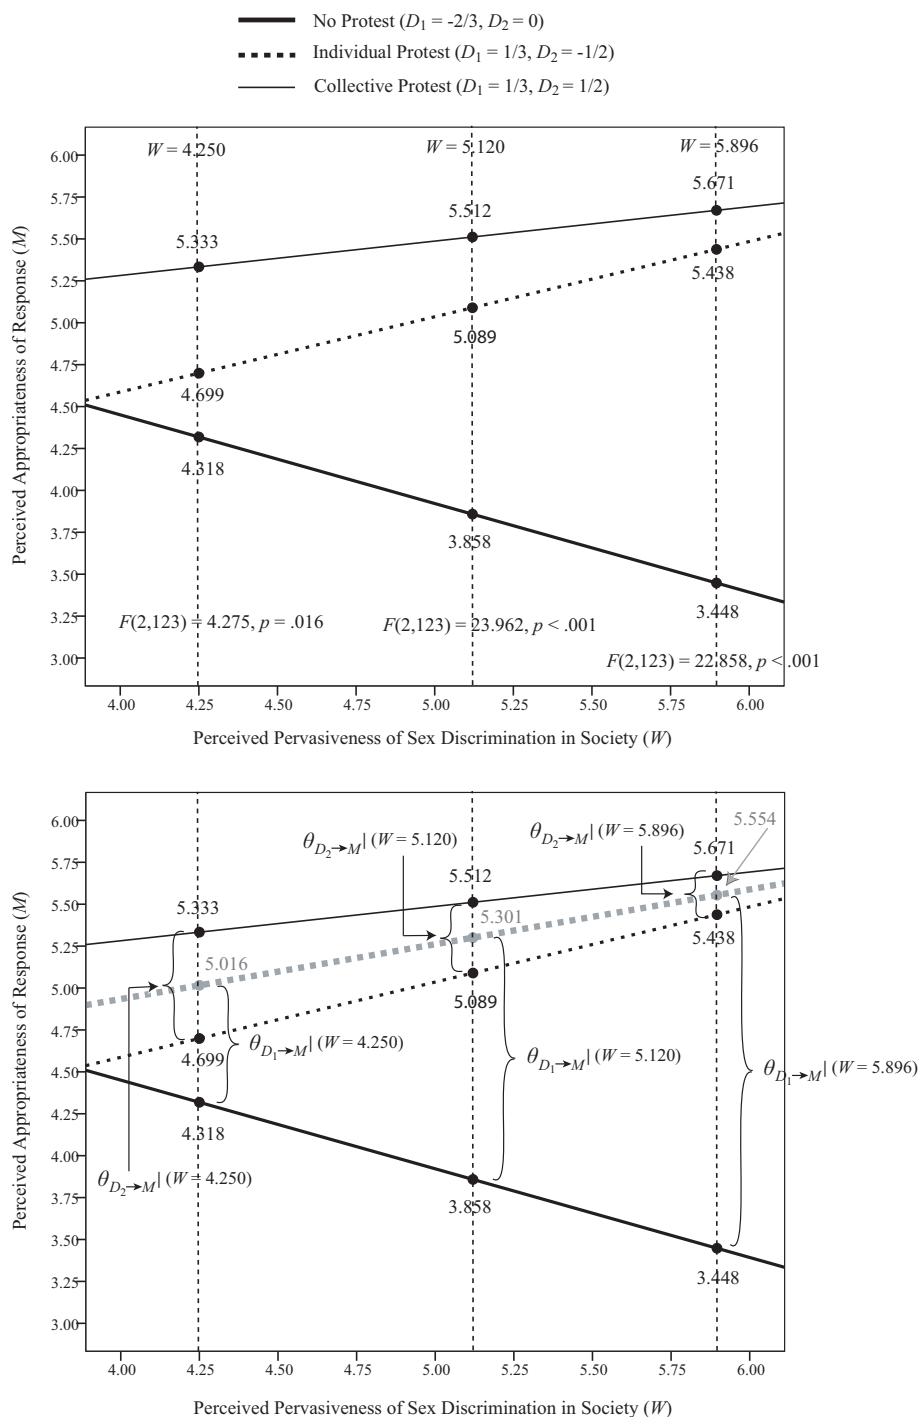 No Protest (D1 = -2/3, D2 = 0)
Individual Protest (D1 = 1/3, D2 = -1/2)
Collective Protest (D1 = 1/3, D2 = 1/2)
Perceived Appropriateness of Response (M)
6.00
5.75
5.50
5.25
5.00
4.75
4.50
4.25
4.00
3.75
3.50
3.25
3.00
W = 4.250
W = 5.120
W = 5.896
5.333
5.512
5.671
4.699
5.089
5.438
4.318
3.858
3.448
F(2,123) = 4.275, p = .016
F(2,123) = 23.962, p < .001
F(2,123) = 22.858, p < .001
4.00 4.25 4.50 4.75 5.00 5.25 5.50 5.75 6.00
Perceived Pervasiveness of Sex Discrimination in Society (W)
Perceived Appropriateness of Response (M)
6.00
5.75
5.50
5.25
5.00
4.75
4.50
4.25
4.00
3.75
3.50
3.25
3.00
θD2→M| (W = 5.120)
θD2→M| (W = 5.896)
5.554
5.333
5.512
5.671
5.016
5.301
5.438
4.699
5.089
θD1→M| (W = 4.250)
θD1→M| (W = 5.120)
θD1→M| (W = 5.896)
4.318
θD2→M| (W = 4.250)
3.858
3.448
4.00 4.25 4.50 4.75 5.00 5.25 5.50 5.75 6.00
Perceived Pervasiveness of Sex Discrimination in Society (W)